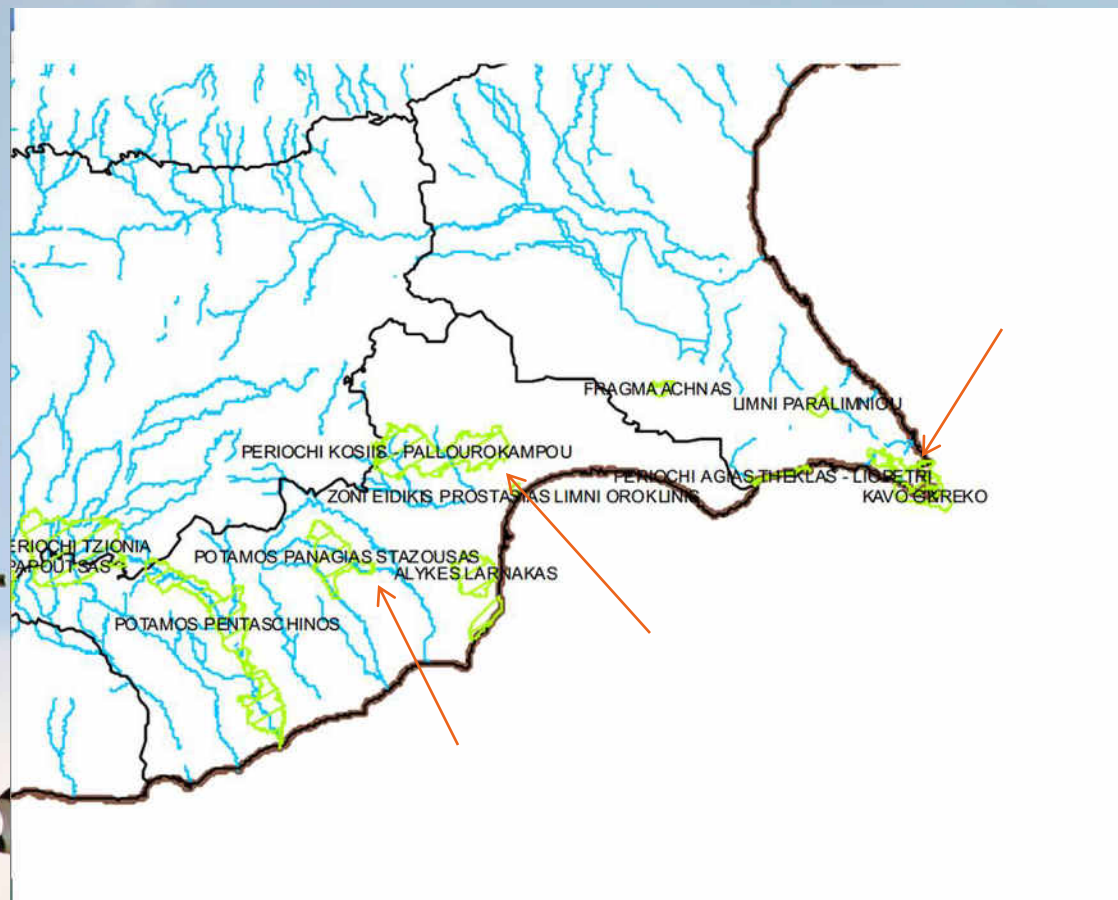 FRAGMA ACHNAS
LIMNI PARALIMNIOU
PERIOCHI KOSIIS - PALLOUROKAMPOU
PERIOCHI AGIAS THEKLAS - LIOPETRI
ZONI EIDIKIS PROSTASIAS LIMNI OROKLINIS
KAVO GKREKO
ERIOCHI TZIONIA
POTAMOS PANAGIAS STAZOUSAS
PAPOUTSAS
ALYKES LARNAKAS
POTAMOS PENTASCHINOS